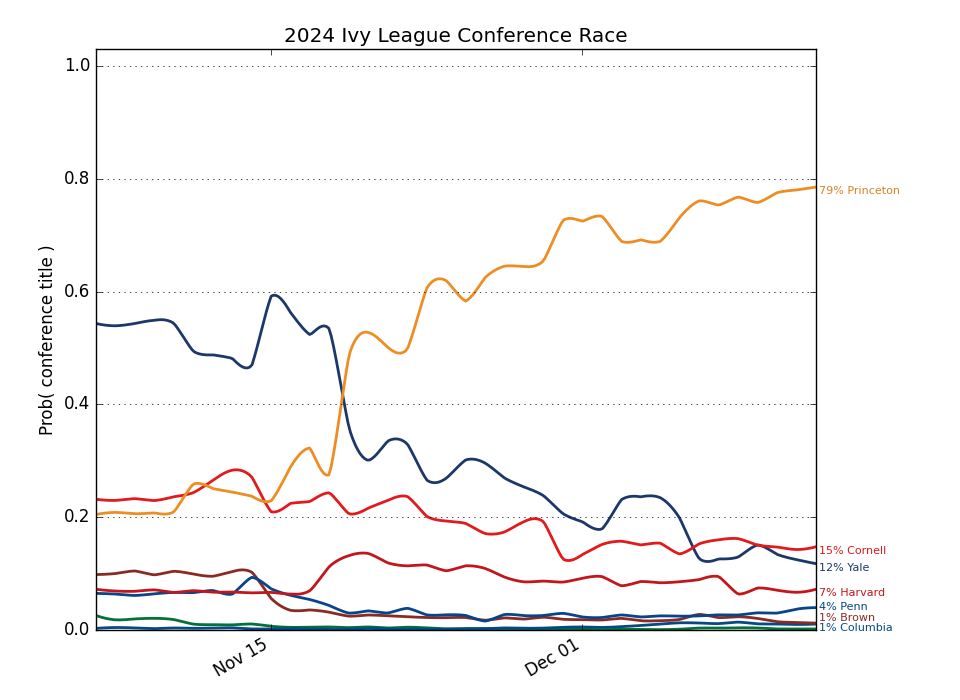 2024 Ivy League Conference Race
1.0
0.8
0.6
0.4
0.2
0.0
Prob( conference title )
Nov 15
Dec 01
79% Princeton
15% Cornell
12% Yale
7% Harvard
4% Penn
1% Brown
1% Columbia